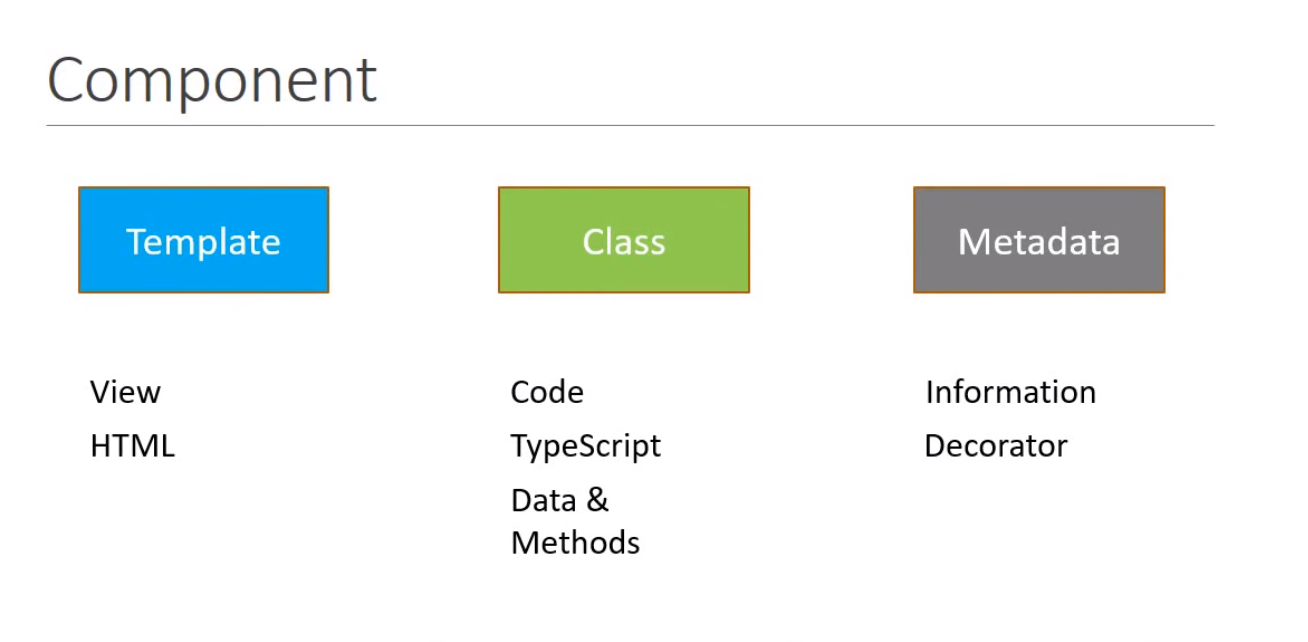 Component
Template
Class
Metadata
View
HTML
Code
TypeScript
Data &
Methods
Information
Decorator